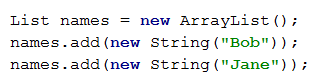 List names = new ArrayList();
names.add(new String("Bob"));
names.add(new String("Jane"));